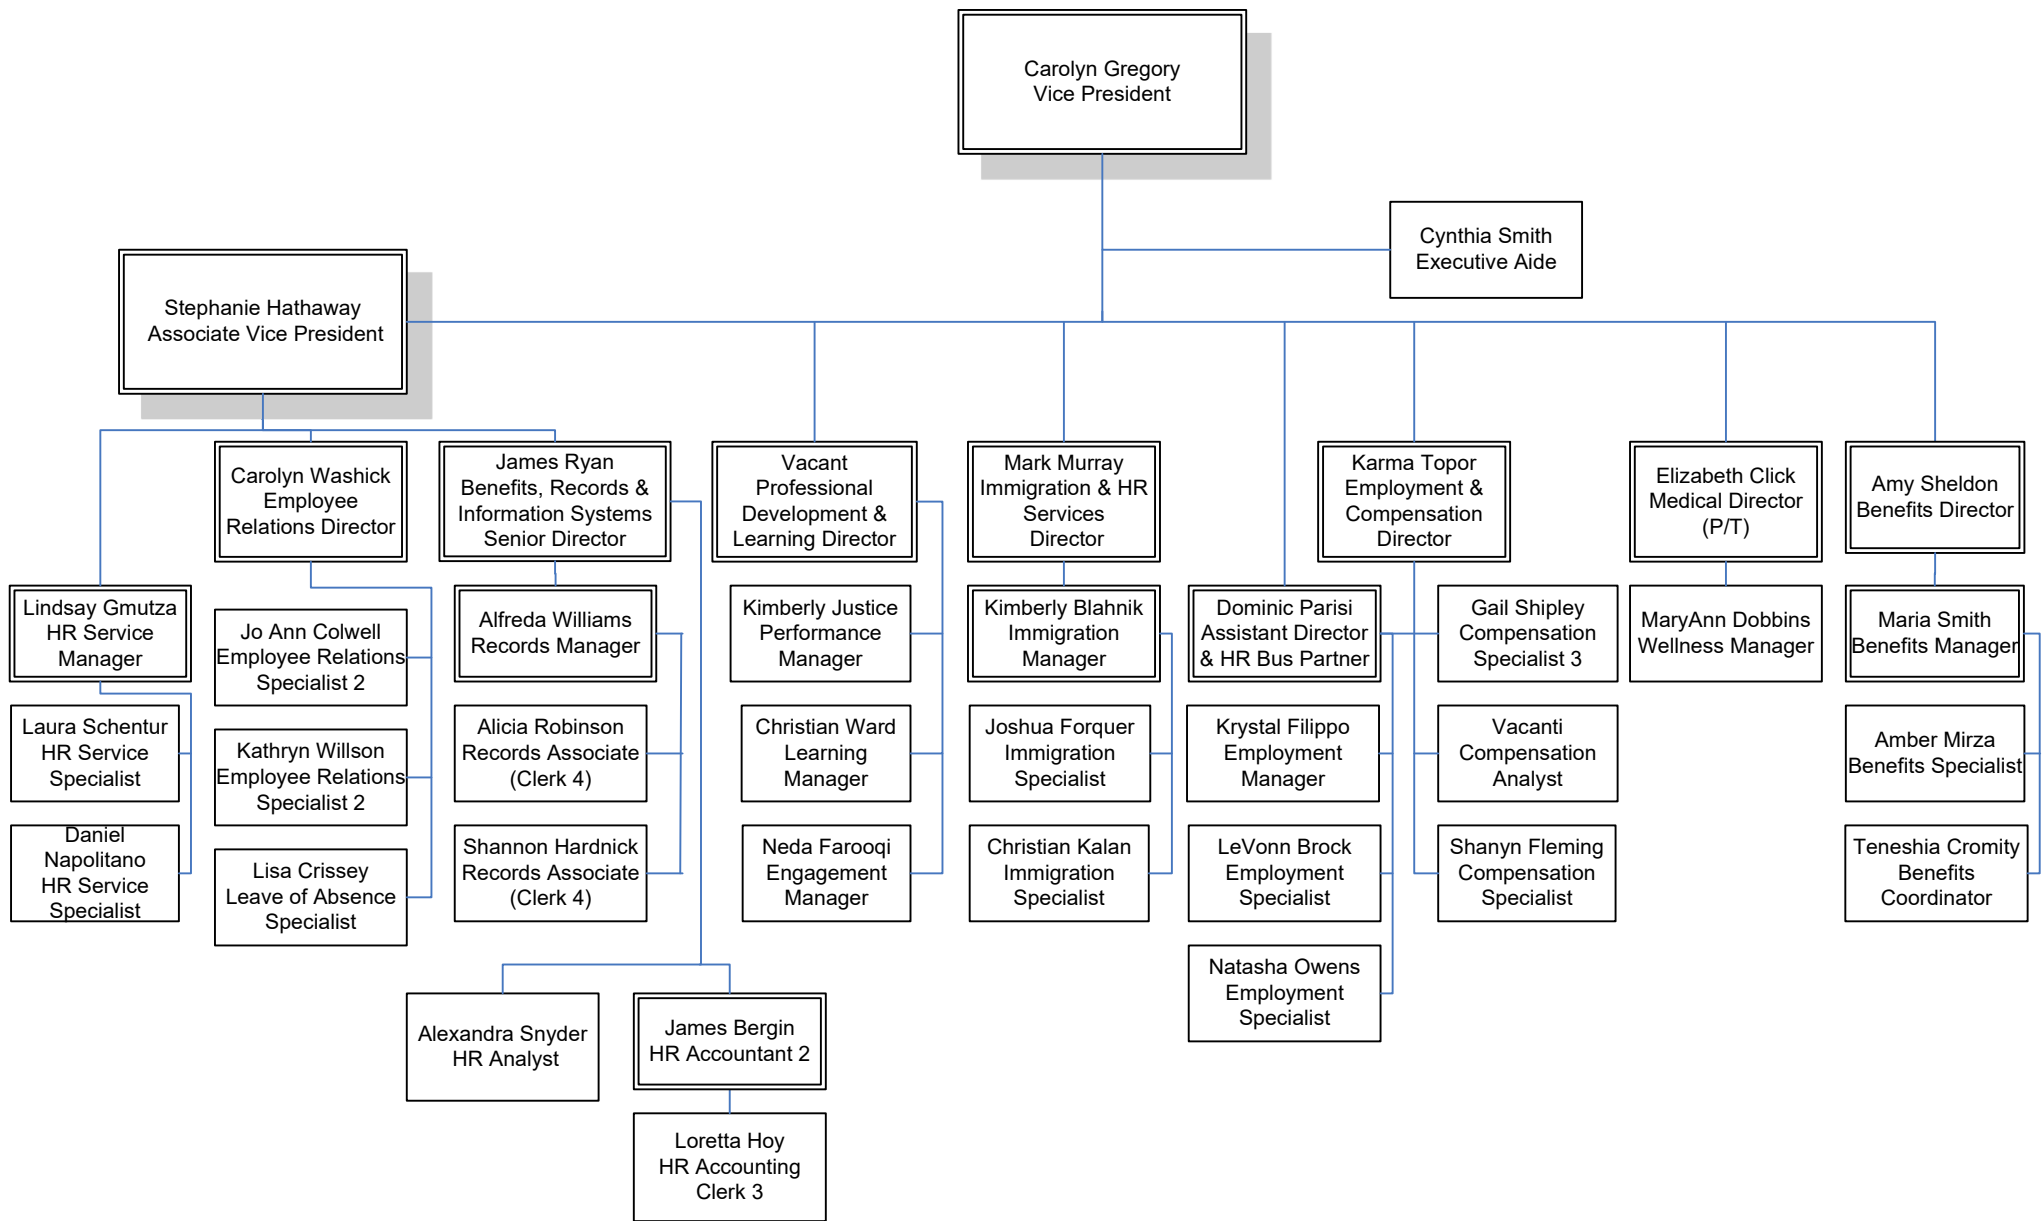 Carolyn Gregory
Vice President
Cynthia Smith
Executive Aide
Stephanie Hathaway
Associate Vice President
Carolyn Washick
Employee
Relations Director
James Ryan
Benefits, Records &
Information Systems
Senior Director
Vacant
Professional
Development &
Learning Director
Mark Murray
Immigration & HR
Services
Director
Karma Topor
Employment &
Compensation
Director
Elizabeth Click
Medical Director
(P/T)
Amy Sheldon
Benefits Director
Lindsay Gmutza
HR Service
Manager
Jo Ann Colwell
Employee Relations
Specialist 2
Alfreda Williams
Records Manager
Kimberly Justice
Performance
Manager
Kimberly Blahnik
Immigration
Manager
Dominic Parisi
Assistant Director
& HR Bus Partner
Gail Shipley
Compensation
Specialist 3
MaryAnn Dobbins
Wellness Manager
Maria Smith
Benefits Manager
Laura Schentur
HR Service
Specialist
Kathryn Willson
Employee Relations
Specialist 2
Alicia Robinson
Records Associate
(Clerk 4)
Christian Ward
Learning
Manager
Joshua Forquer
Immigration
Specialist
Krystal Filippo
Employment
Manager
Vacanti
Compensation
Analyst
Amber Mirza
Benefits Specialist
Daniel
Napolitano
HR Service
Specialist
Lisa Crissey
Leave of Absence
Specialist
Shannon Hardnick
Records Associate
(Clerk 4)
Neda Farooqi
Engagement
Manager
Christian Kalan
Immigration
Specialist
LeVonn Brock
Employment
Specialist
Shanyn Fleming
Compensation
Specialist
Teneshia Cromity
Benefits
Coordinator
Natasha Owens
Employment
Specialist
Alexandra Snyder
HR Analyst
James Bergin
HR Accountant 2
Loretta Hoy
HR Accounting
Clerk 3